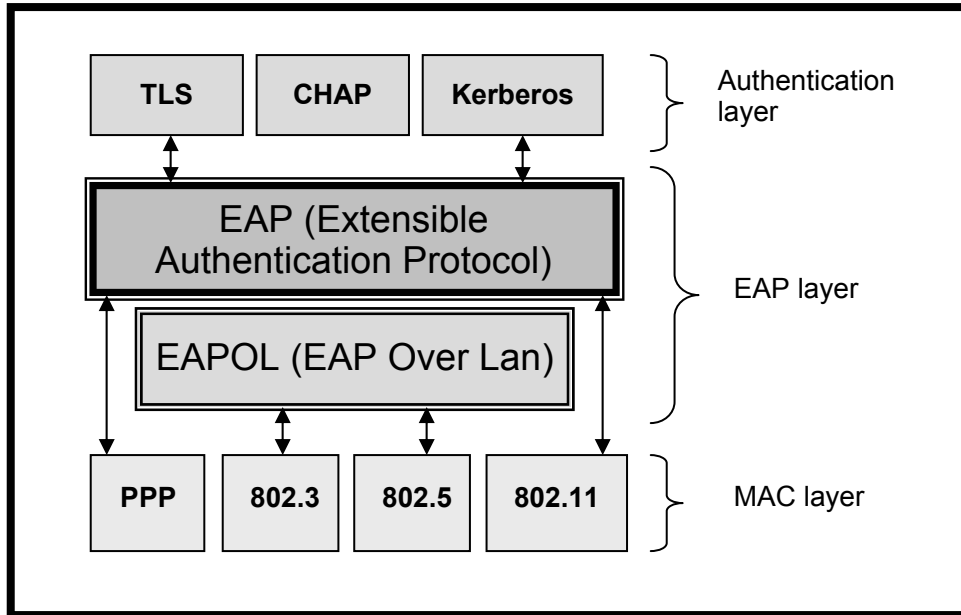 TLS
CHAP
Kerberos
Authentication
layer
EAP (Extensible
Authentication Protocol)
EAP layer
EAPOL (EAP Over Lan)
PPP
802.3
802.5
802.11
MAC layer